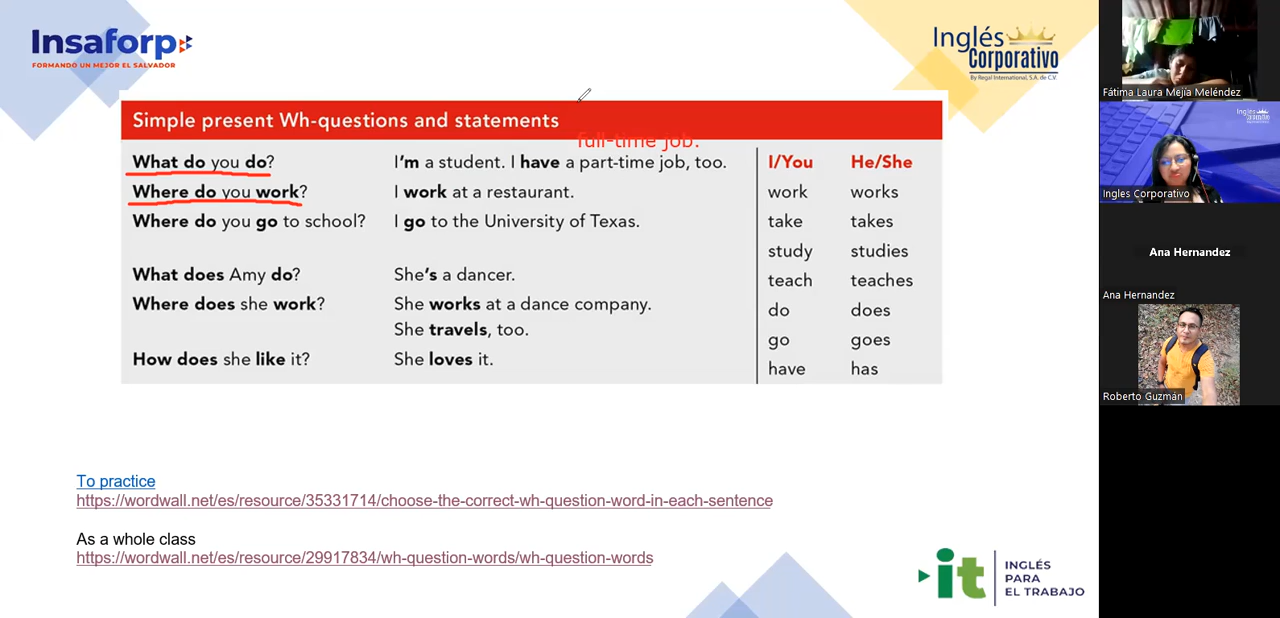 Insaforp
FORMANDO UN MEJOR EL SALVADOR
Inglés
Corporativo
By Regal International, S.A. de C.V.
Simple present Wh-questions and statements
full-time job.
What do you do? I'm a student. I have a part-time job, too.
Where do you work? I work at a restaurant.
Where do you go to school? I go to the University of Texas.
What does Amy do? She's a dancer.
Where does she work? She works at a dance company.
She travels, too.
How does she like it? She loves it.
I/You He/She
work works
take takes
study studies
teach teaches
do does
go goes
have has
To practice
https://wordwall.net/es/resource/35331714/choose-the-correct-wh-question-word-in-each-sentence
As a whole class
https://wordwall.net/es/resource/29917834/wh-question-words/wh-question-words
it
INGLÉS
PARA
EL TRABAJO
Fátima Laura Mejía Meléndez
Inglés
Corporativo
Ingles Corporativo
Ana Hernandez
Ana Hernandez
Roberto Guzmán